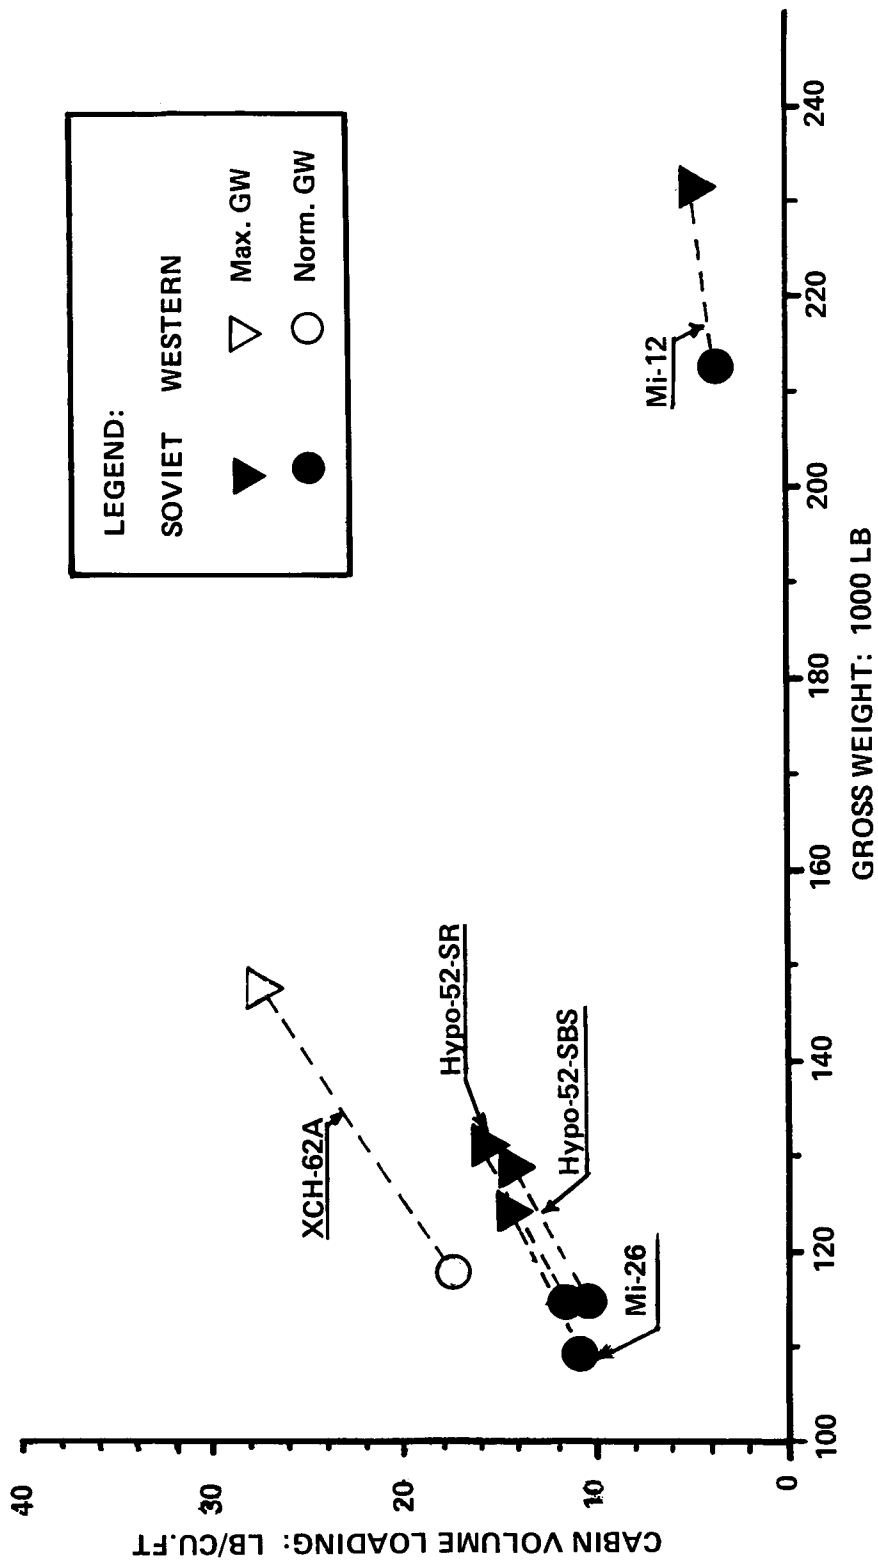 LEGEND:
SOVIET WESTERN
Max. GW
Norm. GW
XCH-62A
Hypo-52-SR
Hypo-52-SBS
Mi-26
Mi-12
CABIN VOLUME LOADING: LB/CU.FT
40
30
20
10
0
100
120
140
160
180
200
220
240
GROSS WEIGHT: 1000 LB